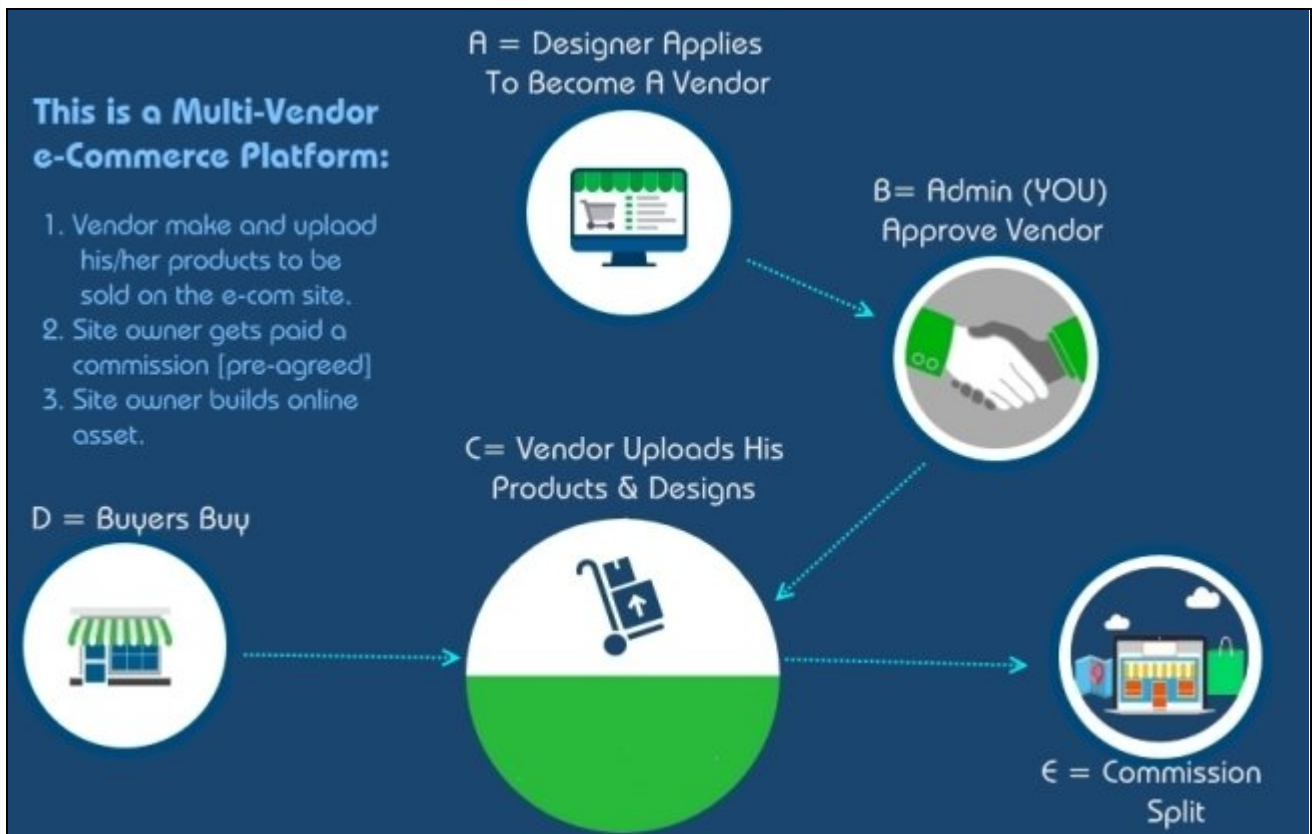 This is a Multi-Vendor
e-Commerce Platform:
1. Vendor make and uplaod
his/her products to be
sold on the e-com site.
2. Site owner gets paid a
commission [pre-agreed]
3. Site owner builds online
asset.
A = Designer Applies
To Become A Vendor
B= Admin (YOU)
Approve Vendor
C= Vendor Uploads His
Products & Designs
D = Buyers Buy
E = Commission
Split